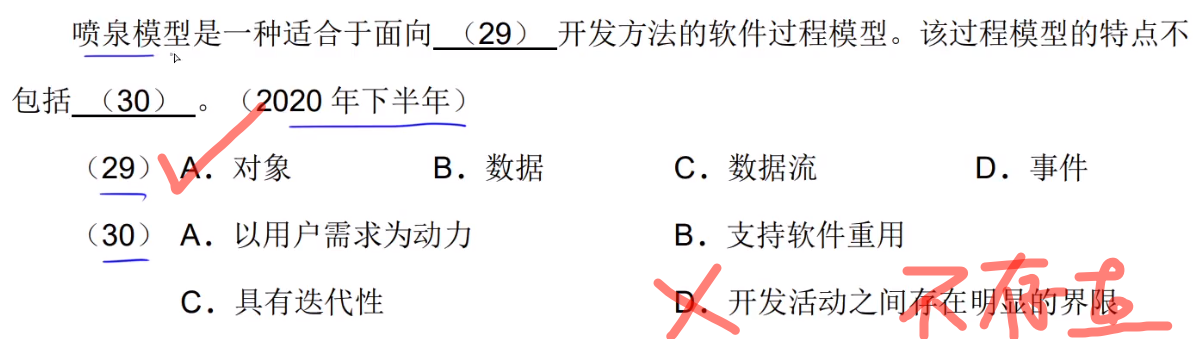 喷泉模型是一种适合于面向 （29） 开发方法的软件过程模型。该过程模型的特点不
包括 （30） 。（2020 年下半年）
（29） A．对象 B．数据 C．数据流 D．事件
（30） A．以用户需求为动力 B．支持软件重用
C．具有迭代性 D．开发活动之间存在明显的界限
不存在